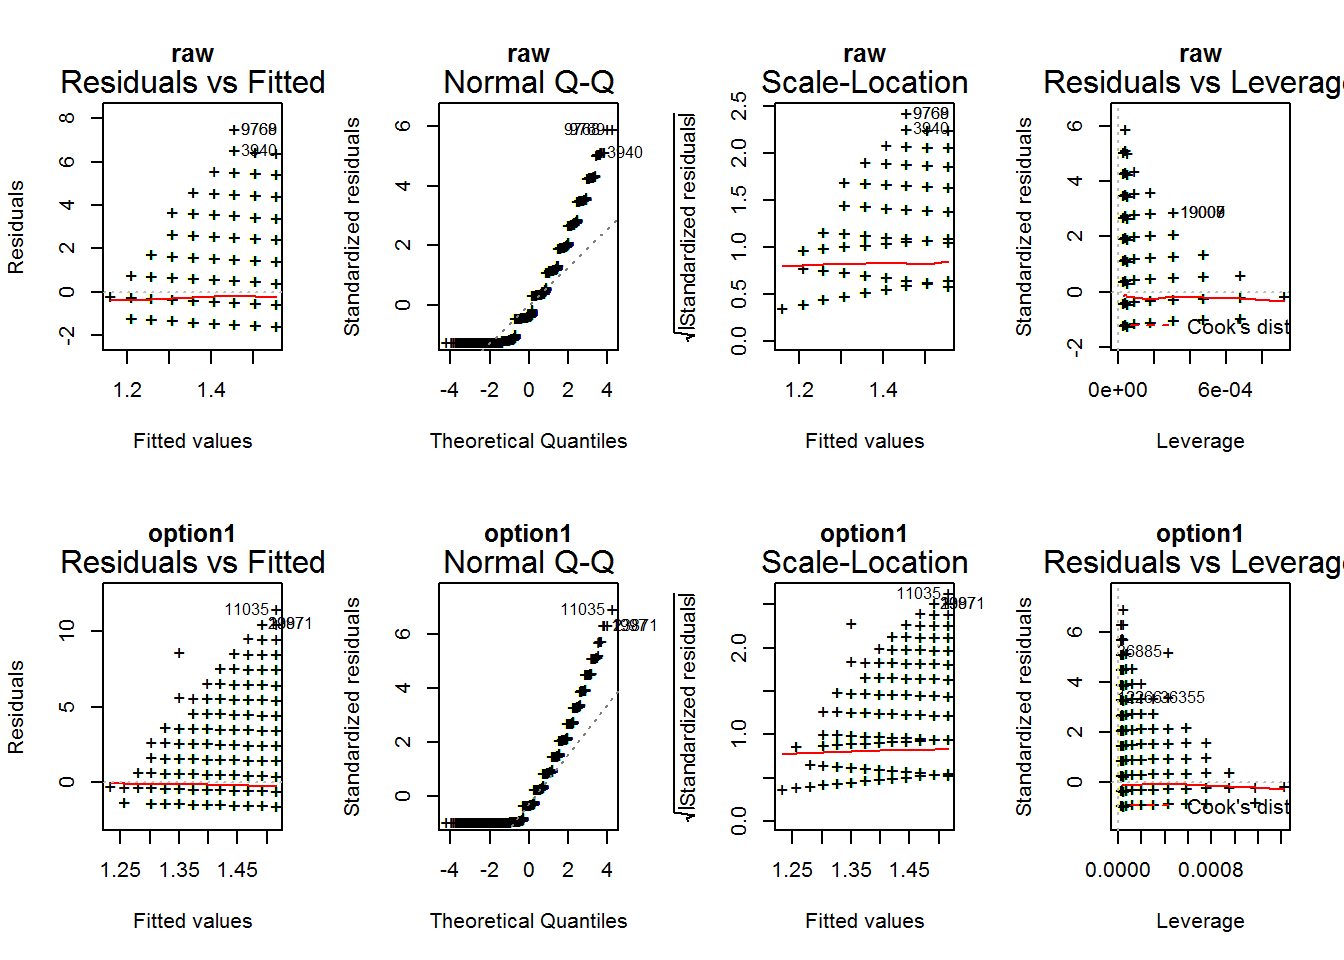 raw
Residuals vs Fitted
Residuals
8
6
4
2
0
-2
9769
3940
1.2
1.4
Fitted values
raw
Normal Q-Q
Standardized residuals
6
4
2
0
3940
-4
-2
0
2
4
Theoretical Quantiles
raw
Scale-Location
√|Standardized residuals|
2.5
2.0
1.5
1.0
0.5
0.0
9769
3940
1.2
1.4
Fitted values
raw
Residuals vs Leverage
Standardized residuals
6
4
2
0
-2
Cook's dist
0e+00
6e-04
Leverage
option1
Residuals vs Fitted
Residuals
10
5
0
11035
1.25
1.35
1.45
Fitted values
option1
Normal Q-Q
Standardized residuals
6
4
2
0
11035
-4
-2
0
2
4
Theoretical Quantiles
option1
Scale-Location
√|Standardized residuals|
2.0
1.0
0.0
11035
1.25
1.35
1.45
Fitted values
option1
Residuals vs Leverage
Standardized residuals
6
4
2
0
36355
Cook's dist
0.0000
0.0008
Leverage